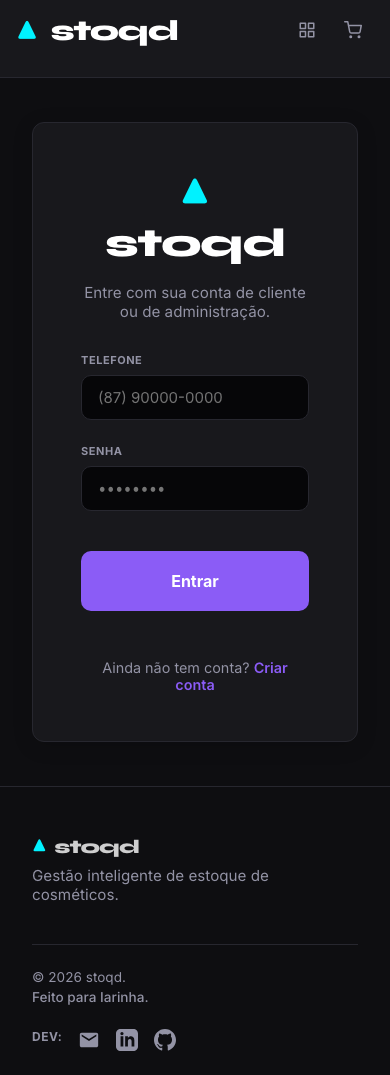 stoqd
stoqd
Entre com sua conta de cliente
ou de administração.
TELEFONE
(87) 90000-0000
SENHA
••••••••
Entrar
Ainda não tem conta? Criar
conta
stoqd
Gestão inteligente de estoque de
cosméticos.
© 2026 stoqd.
Feito para larinha.
DEV:
in